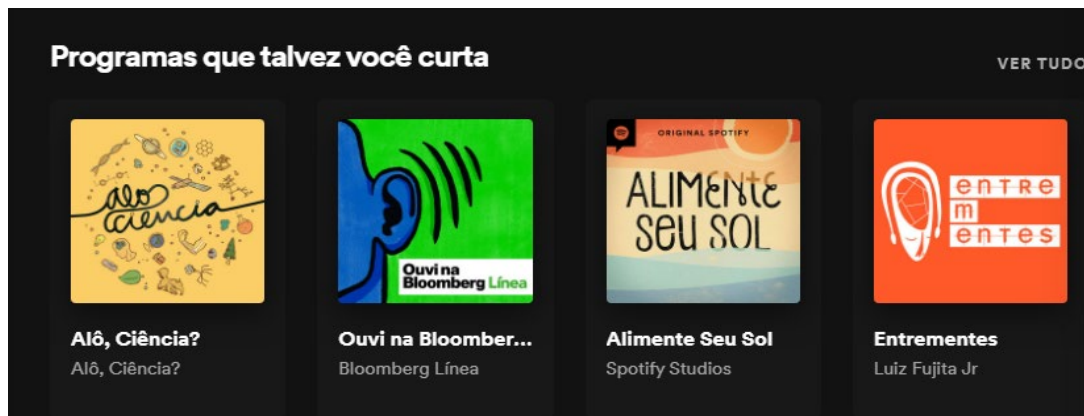 Programas que talvez você curta
VER TUDO
alô
ciência
Ouvi na
Bloomberg Línea
ORIGINAL SPOTIFY
ALIMENTE
SEU SOL
ENTRE
M
ENTES
Alô, Ciência?
Alô, Ciência?
Ouvi na Bloomber...
Bloomberg Línea
Alimente Seu Sol
Spotify Studios
Entrementes
Luiz Fujita Jr